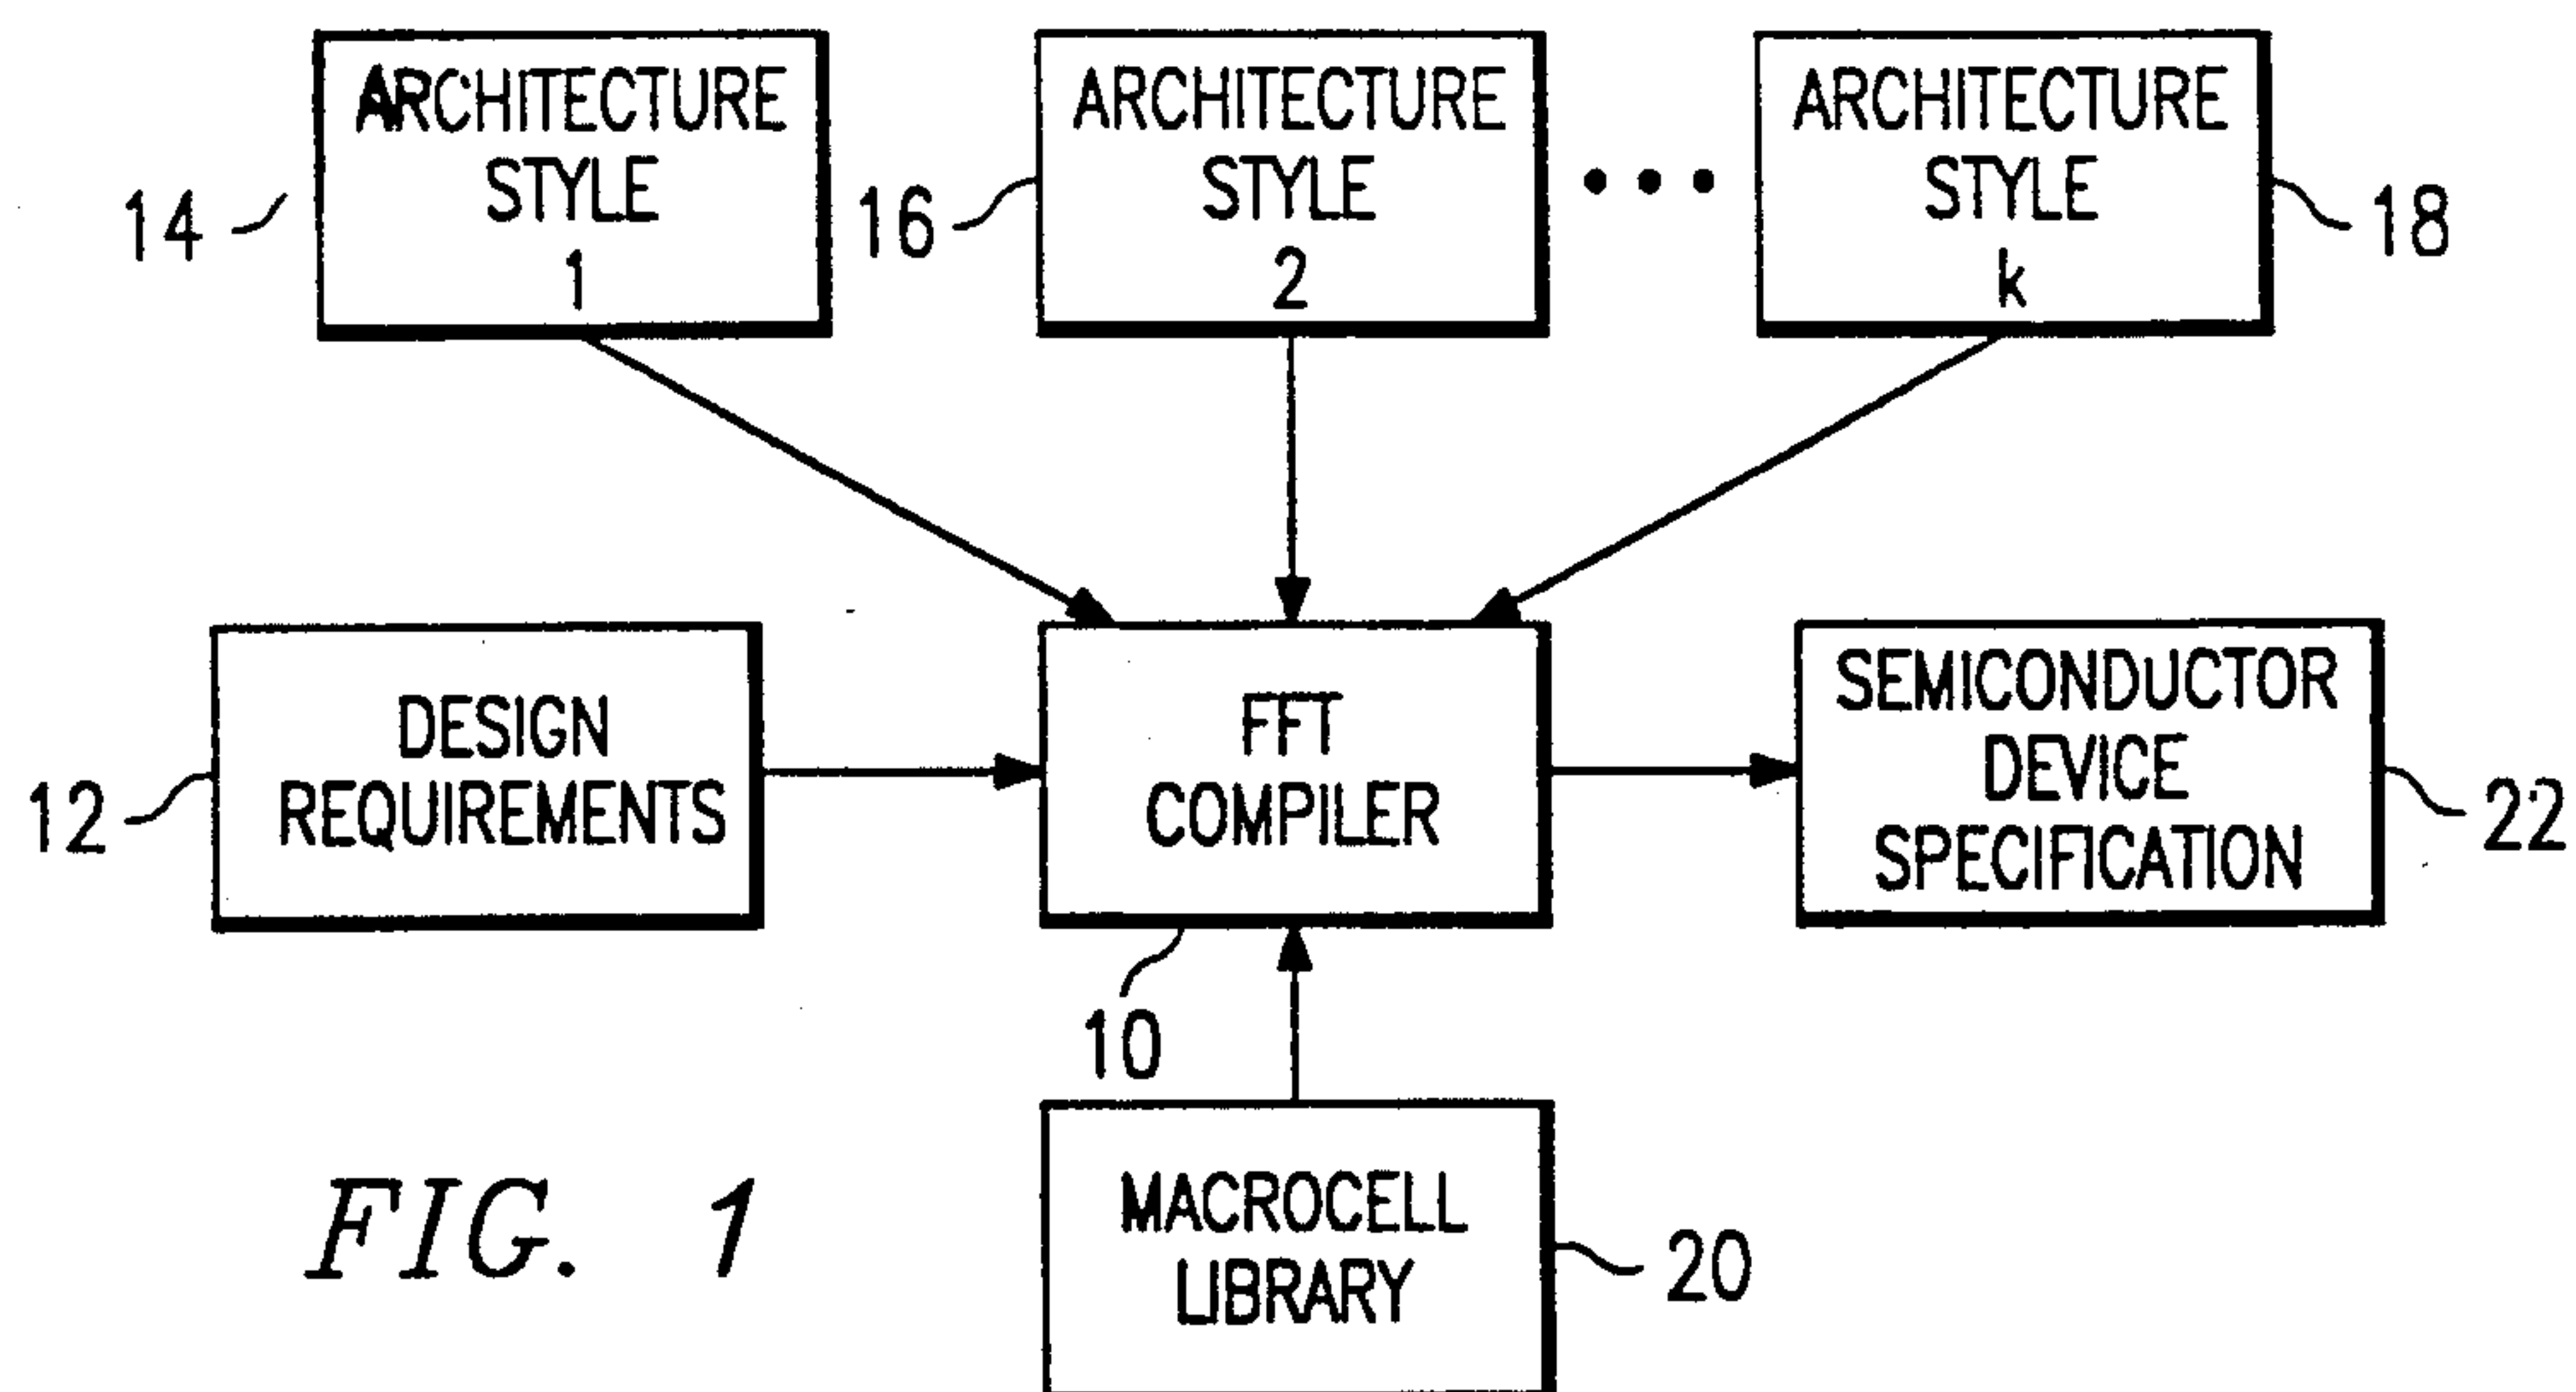 ARCHITECTURE
STYLE
1
14
ARCHITECTURE
STYLE
2
16
• • •
ARCHITECTURE
STYLE
k
18
DESIGN
REQUIREMENTS
12
FFT
COMPILER
10
SEMICONDUCTOR
DEVICE
SPECIFICATION
22
MACROCELL
LIBRARY
20
FIG. 1